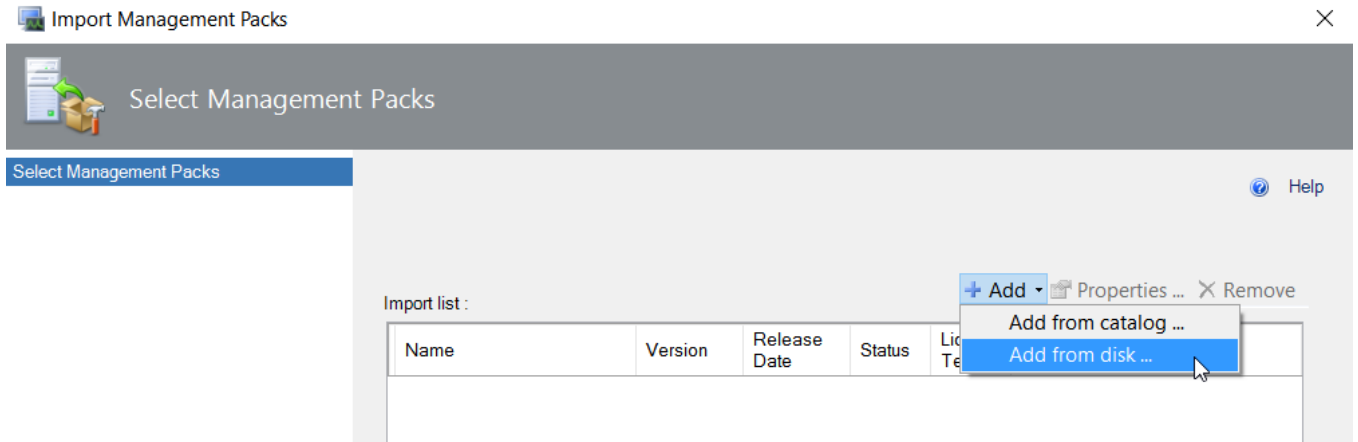 Import Management Packs
Select Management Packs
Select Management Packs
Help
Import list :
Add Properties ... Remove
Add from catalog ...
Add from disk ...
Name Version Release Date Status